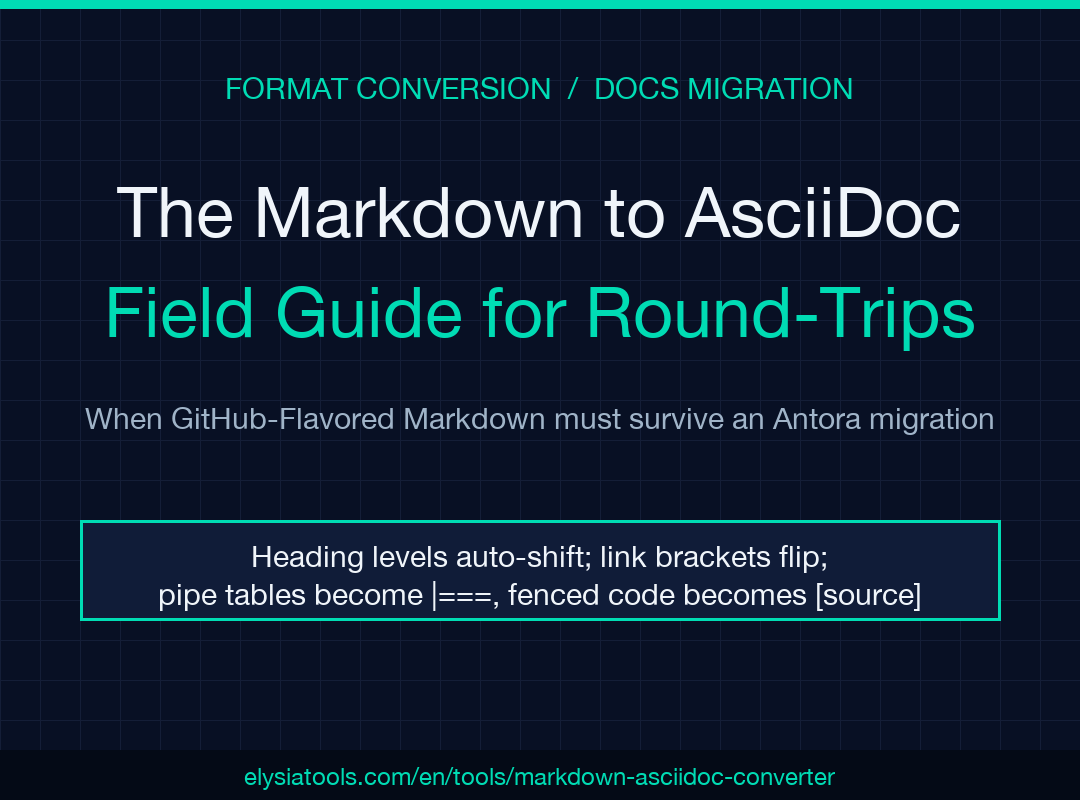 FORMAT CONVERSION / DOCS MIGRATION
The Markdown to AsciiDoc
Field Guide for Round-Trips
When GitHub-Flavored Markdown must survive an Antora migration
Heading levels auto-shift; link brackets flip;
pipe tables become |===, fenced code becomes [source]
elysiatools.com/en/tools/markdown-asciidoc-converter